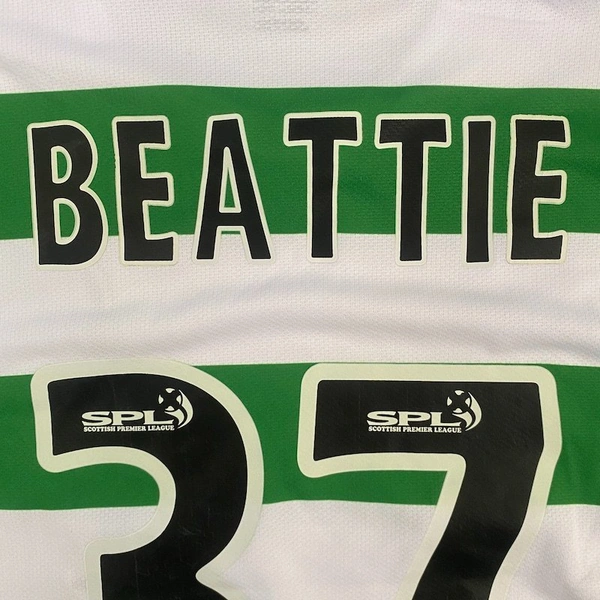 BEATTIE
37
SPL SPL
SCOTTISH PREMIER LEAGUE SCOTTISH PREMIER LEAGUE